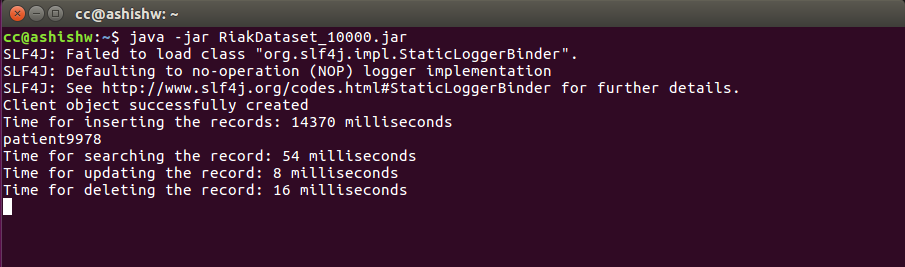 cc@ashishw: ~
cc@ashishw:~$ java -jar RiakDataset_10000.jar
SLF4J: Failed to load class "org.slf4j.impl.StaticLoggerBinder".
SLF4J: Defaulting to no-operation (NOP) logger implementation
SLF4J: See http://www.slf4j.org/codes.html#StaticLoggerBinder for further details.
Client object successfully created
Time for inserting the records: 14370 milliseconds
patient9978
Time for searching the record: 54 milliseconds
Time for updating the record: 8 milliseconds
Time for deleting the record: 16 milliseconds